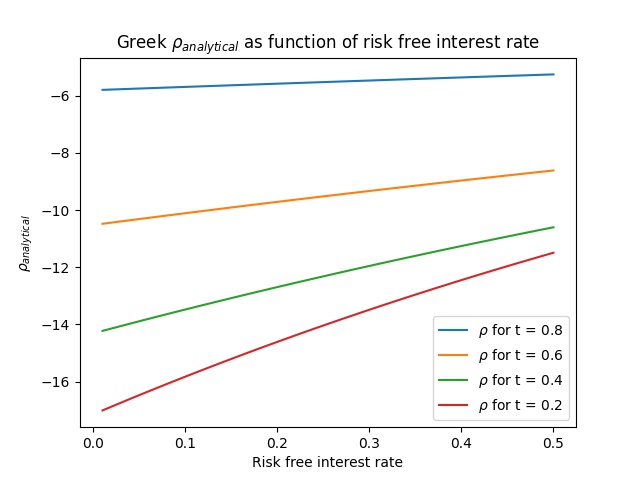 Greek ρanalytical as function of risk free interest rate
ρanalytical
−6
−8
−10
−12
−14
−16
0.0 0.1 0.2 0.3 0.4 0.5
Risk free interest rate
ρ for t = 0.8
ρ for t = 0.6
ρ for t = 0.4
ρ for t = 0.2